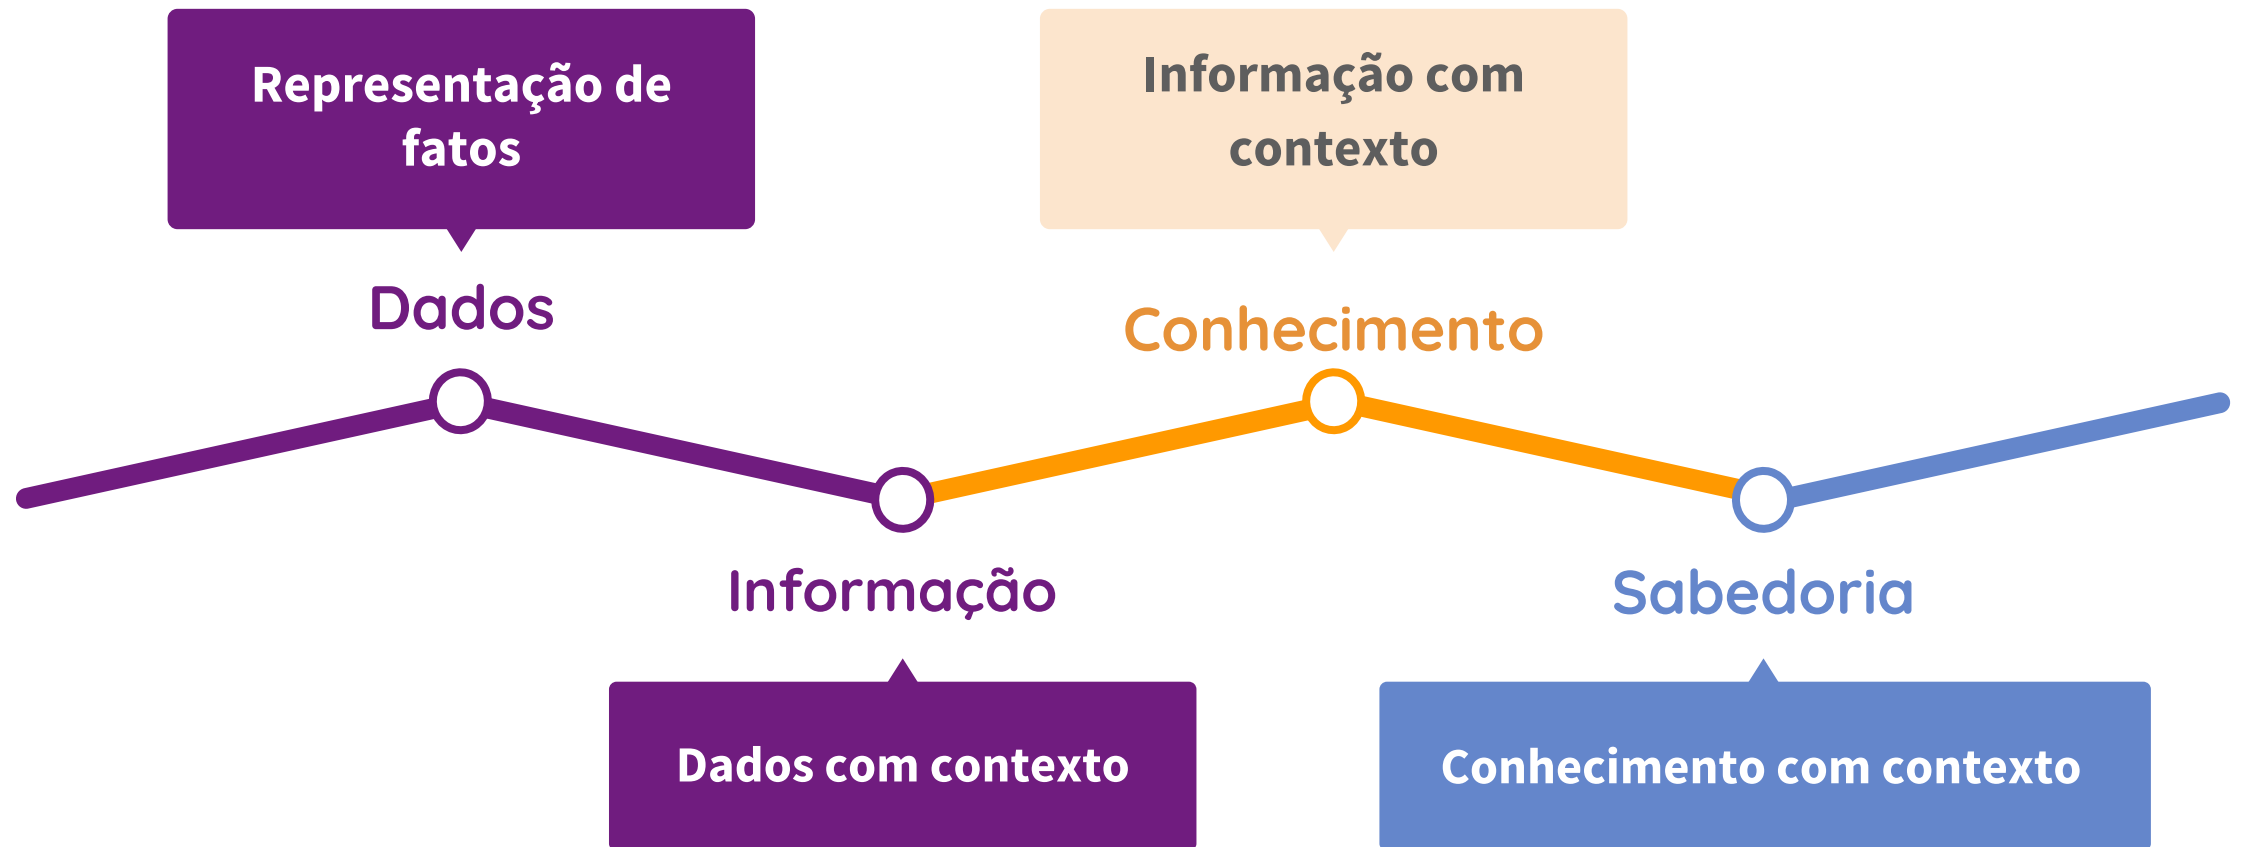 Representação de
fatos
Dados
Informação com
contexto
Conhecimento
Informação
Dados com contexto
Sabedoria
Conhecimento com contexto